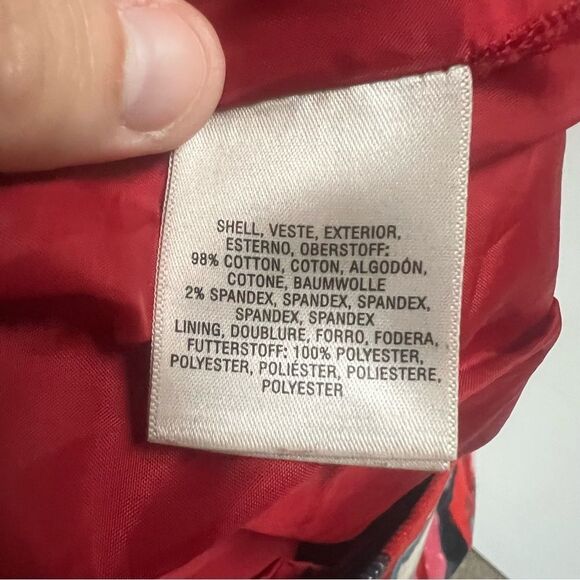 SHELL, VESTE, EXTERIOR,
ESTERNO, OBERSTOFF:
98% COTTON, COTON, ALGODÓN,
COTONE, BAUMWOLLE
2% SPANDEX, SPANDEX, SPANDEX,
SPANDEX, SPANDEX
LINING, DOUBLURE, FORRO, FODERA,
FUTTERSTOFF: 100% POLYESTER,
POLYESTER, POLIÉSTER, POLIESTERE,
POLYESTER